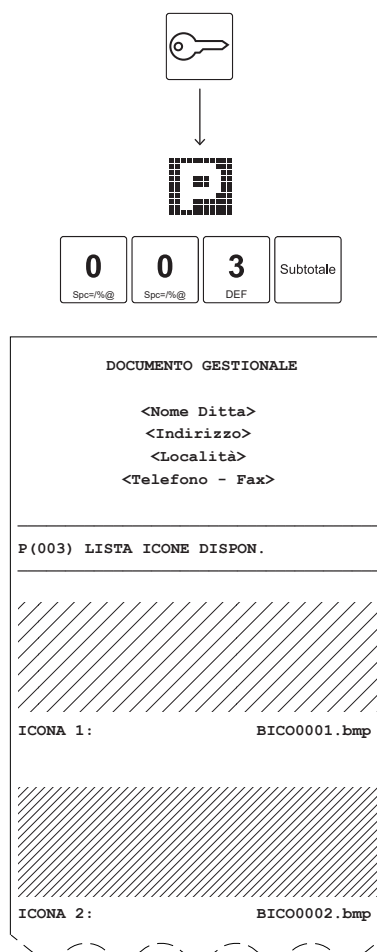 P
0 0 3 Subtotale
Spc=/%@ Spc=/%@ DEF
DOCUMENTO GESTIONALE
<Nome Ditta>
<Indirizzo>
<Località>
<Telefono - Fax>
P(003) LISTA ICONE DISPON.
ICONA 1: BICO0001.bmp
ICONA 2: BICO0002.bmp